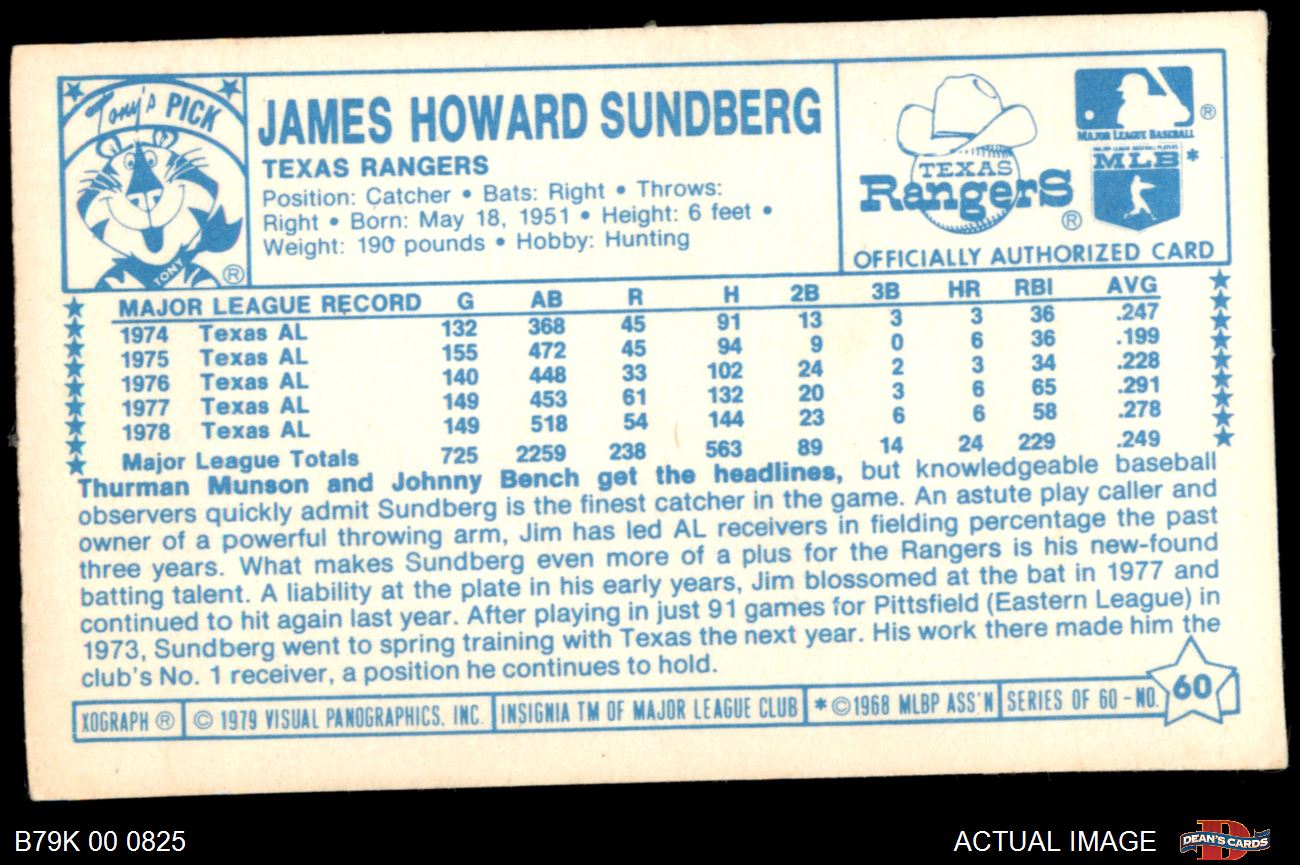 Tony's PICK
TONY ®
JAMES HOWARD SUNDBERG
TEXAS RANGERS
Position: Catcher • Bats: Right • Throws:
Right • Born: May 18, 1951 • Height: 6 feet •
Weight: 190 pounds • Hobby: Hunting
TEXAS
RangerS ®
® MAJOR LEAGUE BASEBALL
MAJOR LEAGUE BASEBALL PLAYERS
MLB *
OFFICIALLY AUTHORIZED CARD
MAJOR LEAGUE RECORD G AB R H 2B 3B HR RBI AVG
1974 Texas AL 132 368 45 91 13 3 3 36 .247
1975 Texas AL 155 472 45 94 9 0 6 36 .199
1976 Texas AL 140 448 33 102 24 2 3 34 .228
1977 Texas AL 149 453 61 132 20 3 6 65 .291
1978 Texas AL 149 518 54 144 23 6 6 58 .278
Major League Totals 725 2259 238 563 89 14 24 229 .249
Thurman Munson and Johnny Bench get the headlines, but knowledgeable baseball
observers quickly admit Sundberg is the finest catcher in the game. An astute play caller and
owner of a powerful throwing arm, Jim has led AL receivers in fielding percentage the past
three years. What makes Sundberg even more of a plus for the Rangers is his new-found
batting talent. A liability at the plate in his early years, Jim blossomed at the bat in 1977 and
continued to hit again last year. After playing in just 91 games for Pittsfield (Eastern League) in
1973, Sundberg went to spring training with Texas the next year. His work there made him the
club's No. 1 receiver, a position he continues to hold.
XOGRAPH ® © 1979 VISUAL PANOGRAPHICS, INC. INSIGNIA TM OF MAJOR LEAGUE CLUB *©1968 MLBP ASS'N SERIES OF 60 - NO. 60
B79K 00 0825
ACTUAL IMAGE
D
DEAN'S CARDS